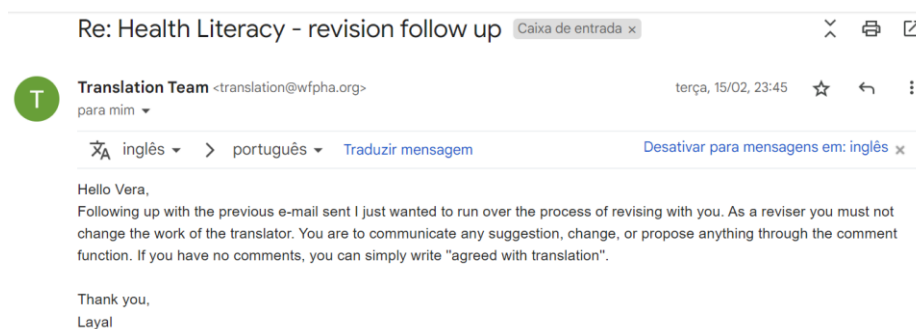 Re: Health Literacy - revision follow up Caixa de entrada x
Translation Team <translation@wfpha.org> terça, 15/02, 23:45
T
para mim
inglês > português Traduzir mensagem Desativar para mensagens em: inglês x
Hello Vera,
Following up with the previous e-mail sent I just wanted to run over the process of revising with you. As a reviser you must not
change the work of the translator. You are to communicate any suggestion, change, or propose anything through the comment
function. If you have no comments, you can simply write "agreed with translation".
Thank you,
Layal